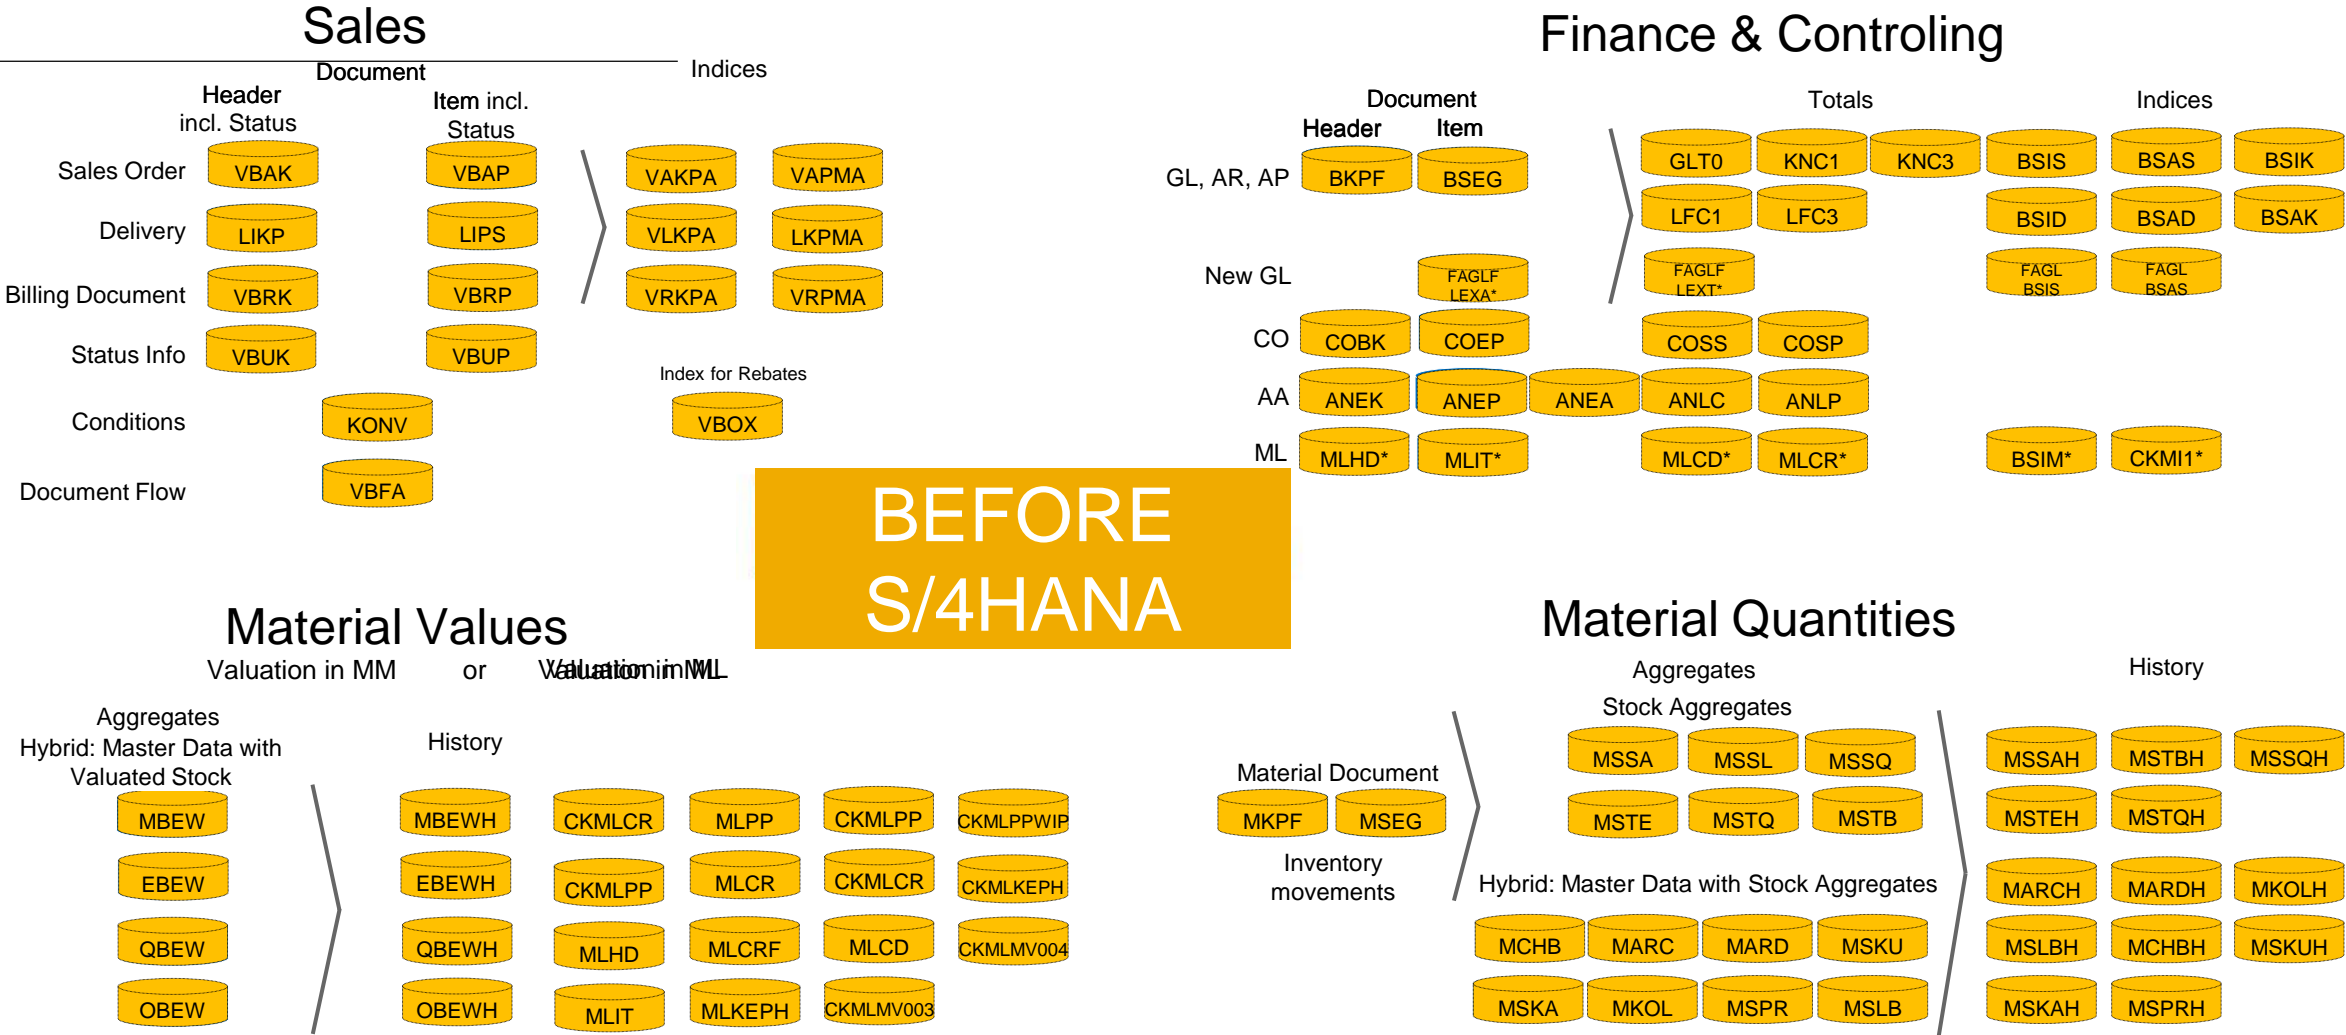 Sales
Document
Indices
Header
incl. Status
Item incl.
Status
Sales Order
VBAK
VBAP
VAKPA
VAPMA
Delivery
LIKP
LIPS
VLKPA
LKPMA
Billing Document
VBRK
VBRP
VRKPA
VRPMA
Status Info
VBUK
VBUP
Index for Rebates
Conditions
KONV
VBOX
Document Flow
VBFA
Finance & Controling
Document
Totals
Indices
Header
Item
GL, AR, AP
BKPF
BSEG
GLT0
KNC1
KNC3
BSIS
BSAS
BSIK
LFC1
LFC3
BSID
BSAD
BSAK
New GL
FAGLF
LEXA*
FAGLF
LEXT*
FAGL
BSIS
FAGL
BSAS
CO
COBK
COEP
COSS
COSP
AA
ANEK
ANEP
ANEA
ANLC
ANLP
ML
MLHD*
MLIT*
MLCD*
MLCR*
BSIM*
CKMI1*
BEFORE
S/4HANA
Material Values
Valuation in MM
or
Valuation in ML
Aggregates
Hybrid: Master Data with
Valuated Stock
History
MBEW
MBEWH
CKMLCR
MLPP
CKMLPP
CKMLPPWIP
EBEW
EBEWH
CKMLPP
MLCR
CKMLCR
CKMLKEPH
QBEW
QBEWH
MLHD
MLCRF
MLCD
CKMLMV004
OBEW
OBEWH
MLIT
MLKEPH
CKMLMV003
Material Quantities
Aggregates
History
Stock Aggregates
Material Document
MKPF
MSEG
Inventory
movements
MSSA
MSSL
MSSQ
MSTE
MSTQ
MSTB
Hybrid: Master Data with Stock Aggregates
MCHB
MARC
MARD
MSKU
MSKA
MKOL
MSPR
MSLB
MSSAH
MSTBH
MSSQH
MSTEH
MSTQH
MARCH
MARDH
MKOLH
MSLBH
MCHBH
MSKUH
MSKAH
MSPRH